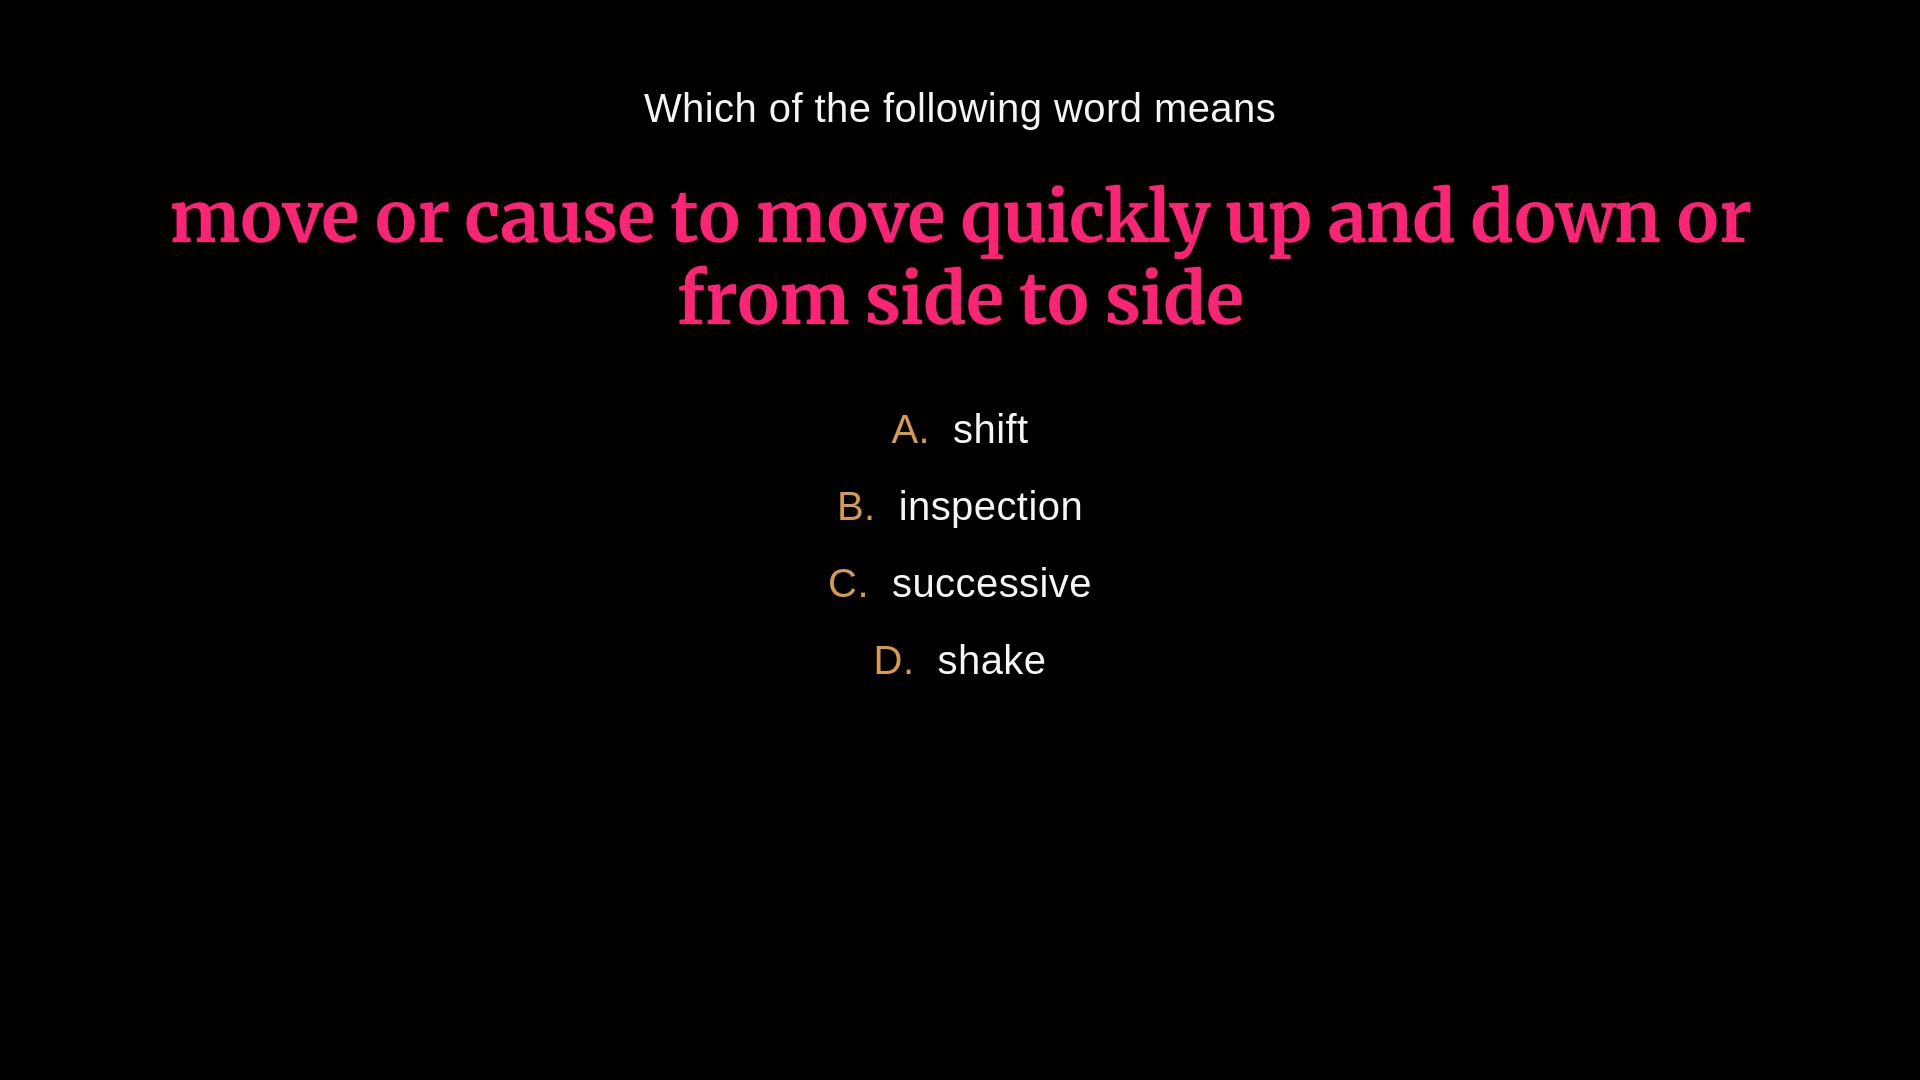 Which of the following word means
move or cause to move quickly up and down or
from side to side
A. shift
B. inspection
C. successive
D. shake